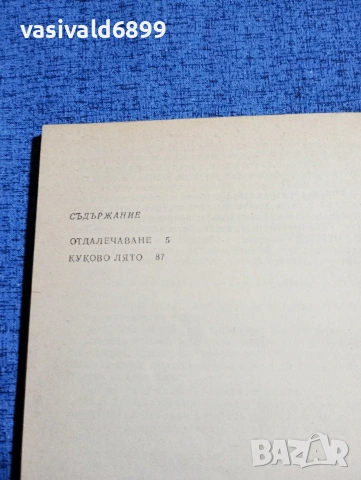 vasivald6899
СЪДЪРЖАНИЕ
ОТДАЛЕЧАВАНЕ 5
КУКОВО ЛЯТО 87
BAZAR